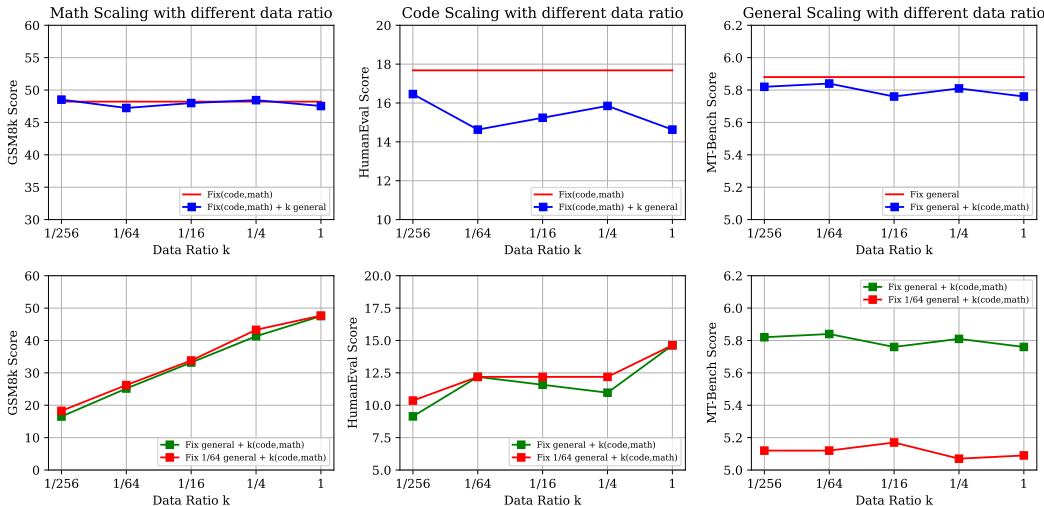 Math Scaling with different data ratio
60
55
50
45
40
35
30
GSM8k Score
Fix(code,math)
Fix(code,math) + k general
1/256 1/64 1/16 1/4 1
Data Ratio k
Code Scaling with different data ratio
20
18
16
14
12
10
HumanEval Score
Fix(code,math)
Fix(code,math) + k general
1/256 1/64 1/16 1/4 1
Data Ratio k
General Scaling with different data ratio
6.2
6.0
5.8
5.6
5.4
5.2
5.0
MT-Bench Score
Fix general
Fix general + k(code,math)
1/256 1/64 1/16 1/4 1
Data Ratio k
60
50
40
30
20
10
0
GSM8k Score
Fix general + k(code,math)
Fix 1/64 general + k(code,math)
1/256 1/64 1/16 1/4 1
Data Ratio k
20.0
17.5
15.0
12.5
10.0
7.5
5.0
HumanEval Score
Fix general + k(code,math)
Fix 1/64 general + k(code,math)
1/256 1/64 1/16 1/4 1
Data Ratio k
6.2
6.0
5.8
5.6
5.4
5.2
5.0
MT-Bench Score
Fix general + k(code,math)
Fix 1/64 general + k(code,math)
1/256 1/64 1/16 1/4 1
Data Ratio k